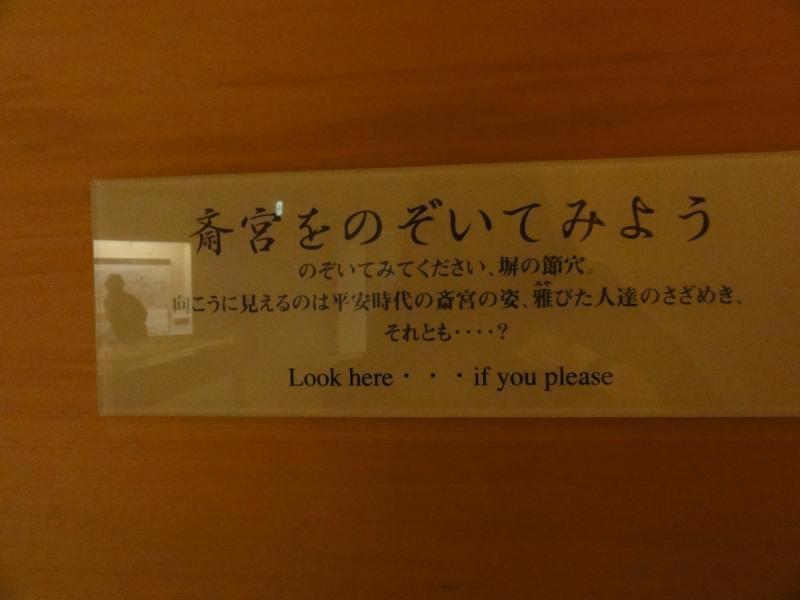 斎宮をのぞいてみよう
のぞいてみてください、塀の節穴。
向こうに見えるのは平安時代の斎宮の姿、雅びた人達のさざめき、
それとも・・・・?
Look here・・・if you please